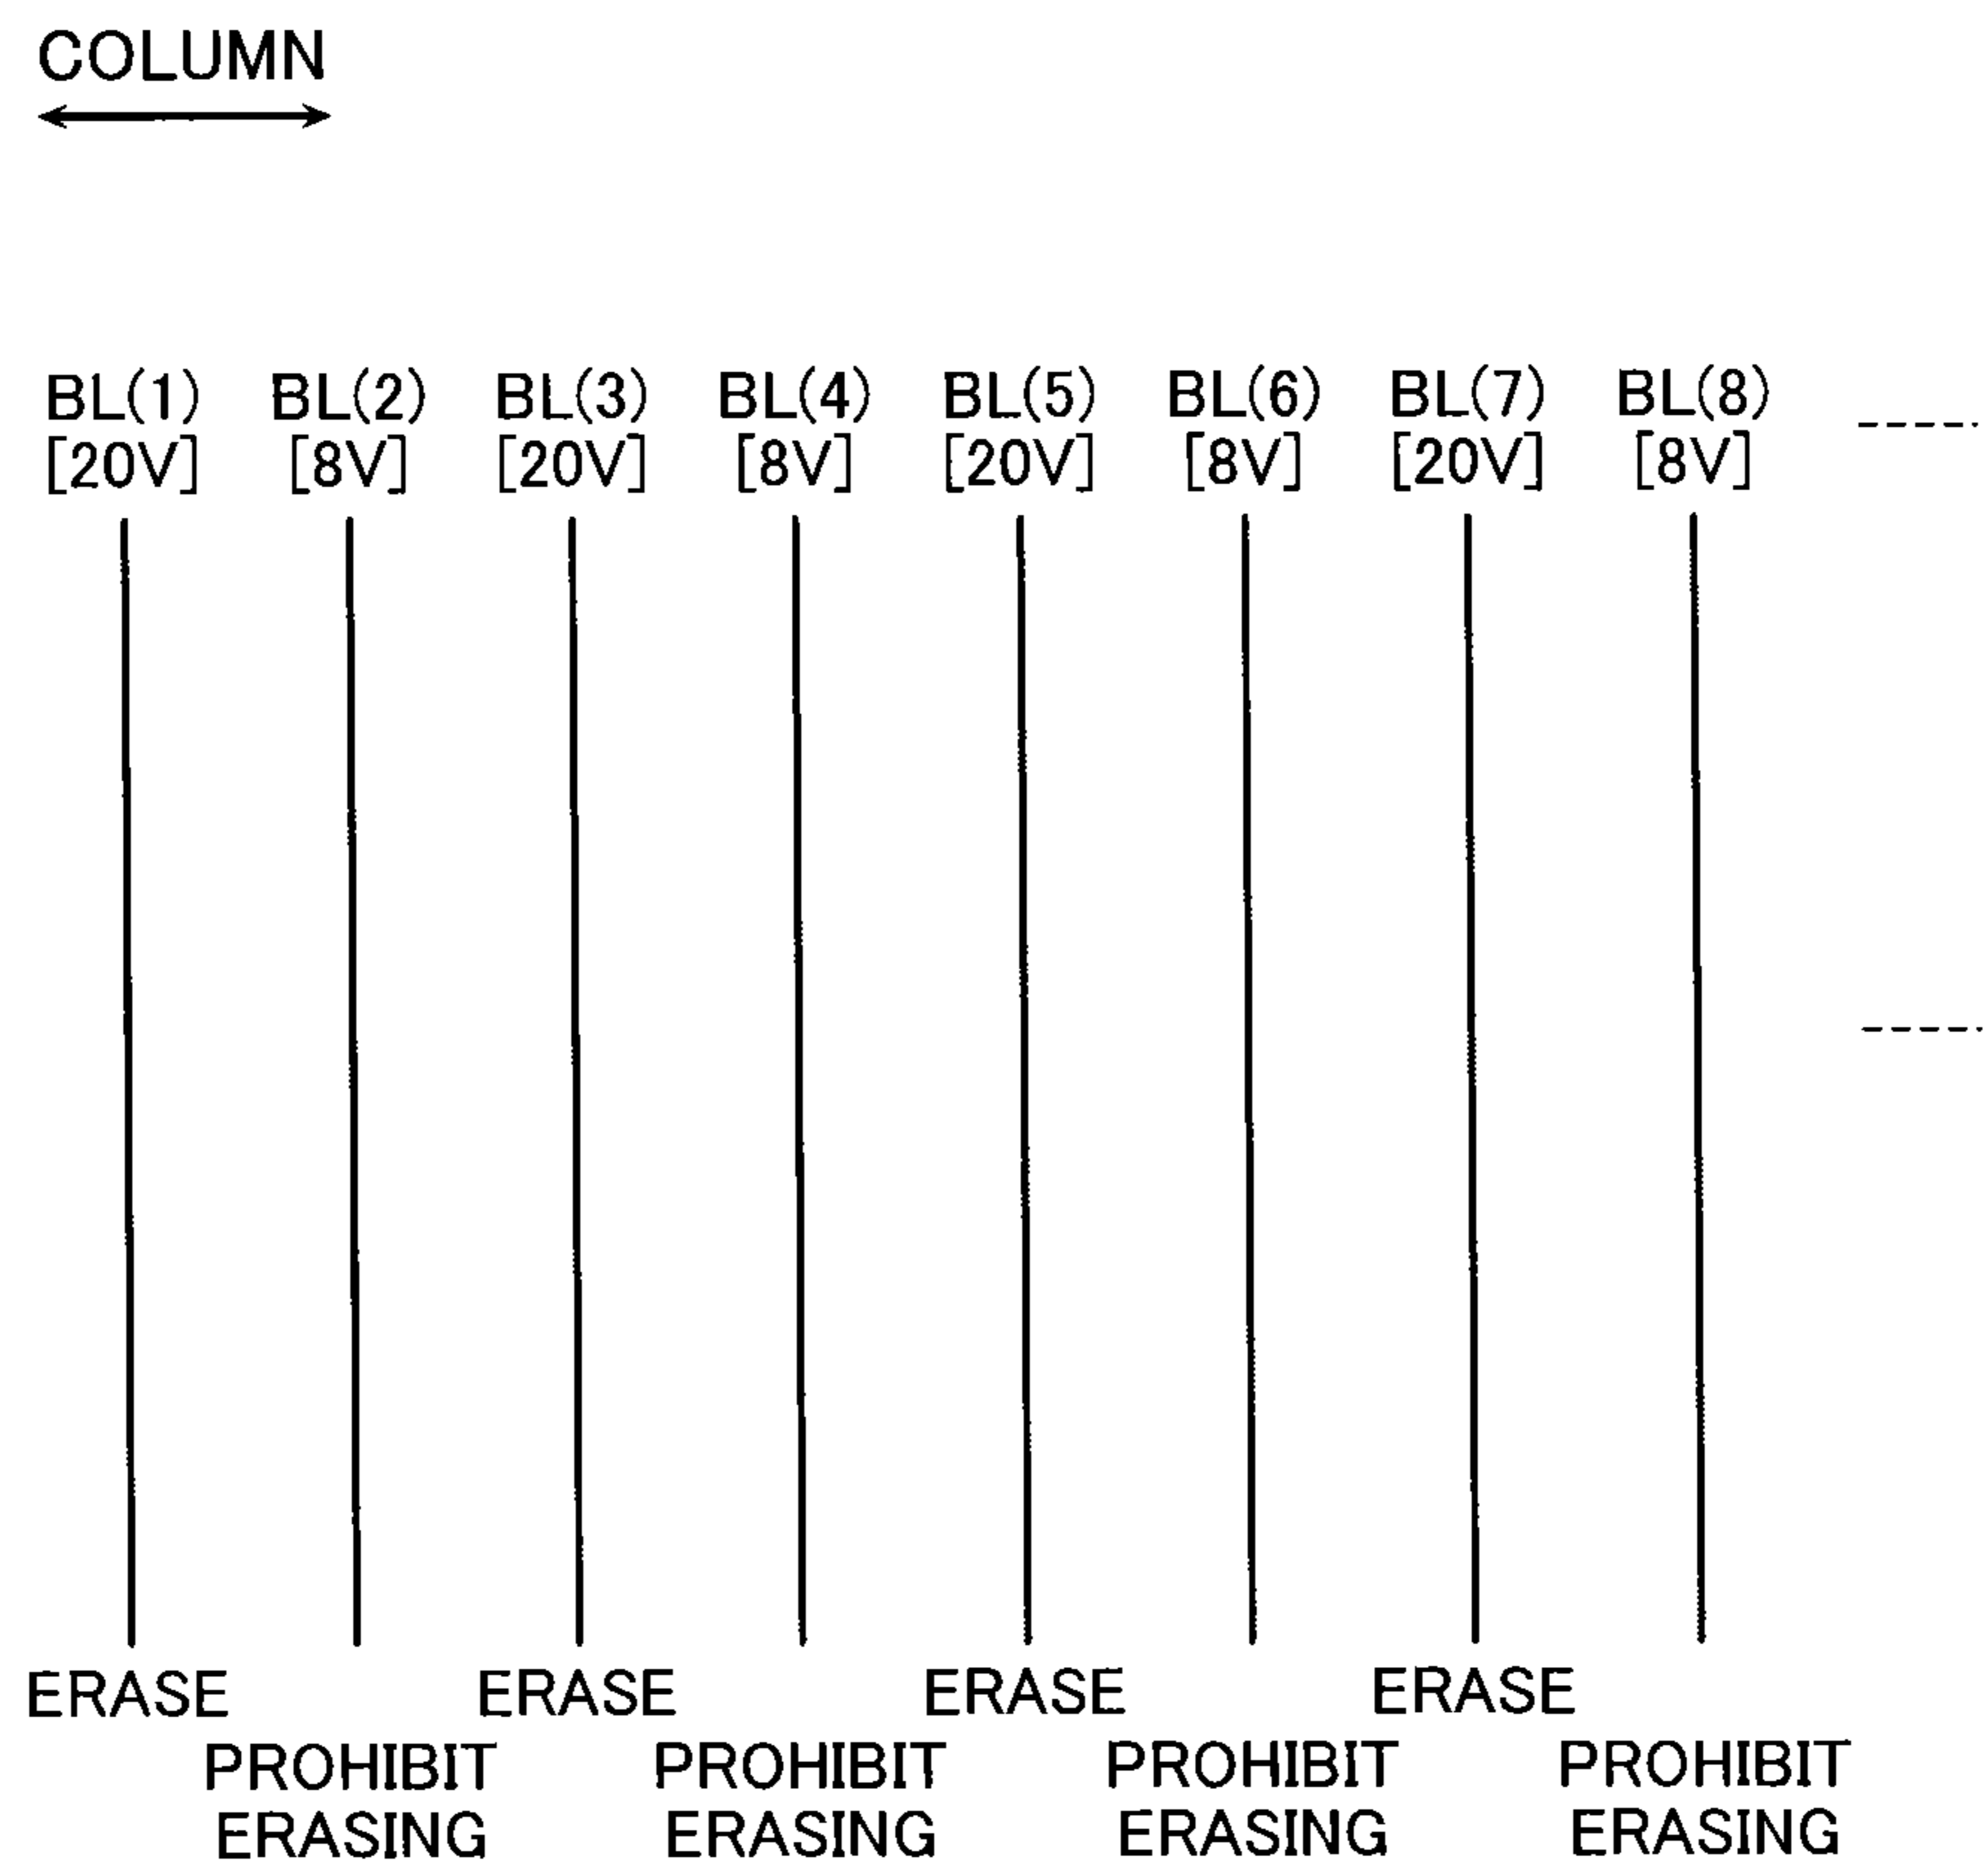 COLUMN
BL(1) BL(2) BL(3) BL(4) BL(5) BL(6) BL(7) BL(8)
[20V] [8V] [20V] [8V] [20V] [8V] [20V] [8V]
ERASE ERASE ERASE ERASE
PROHIBIT PROHIBIT PROHIBIT PROHIBIT
ERASING ERASING ERASING ERASING